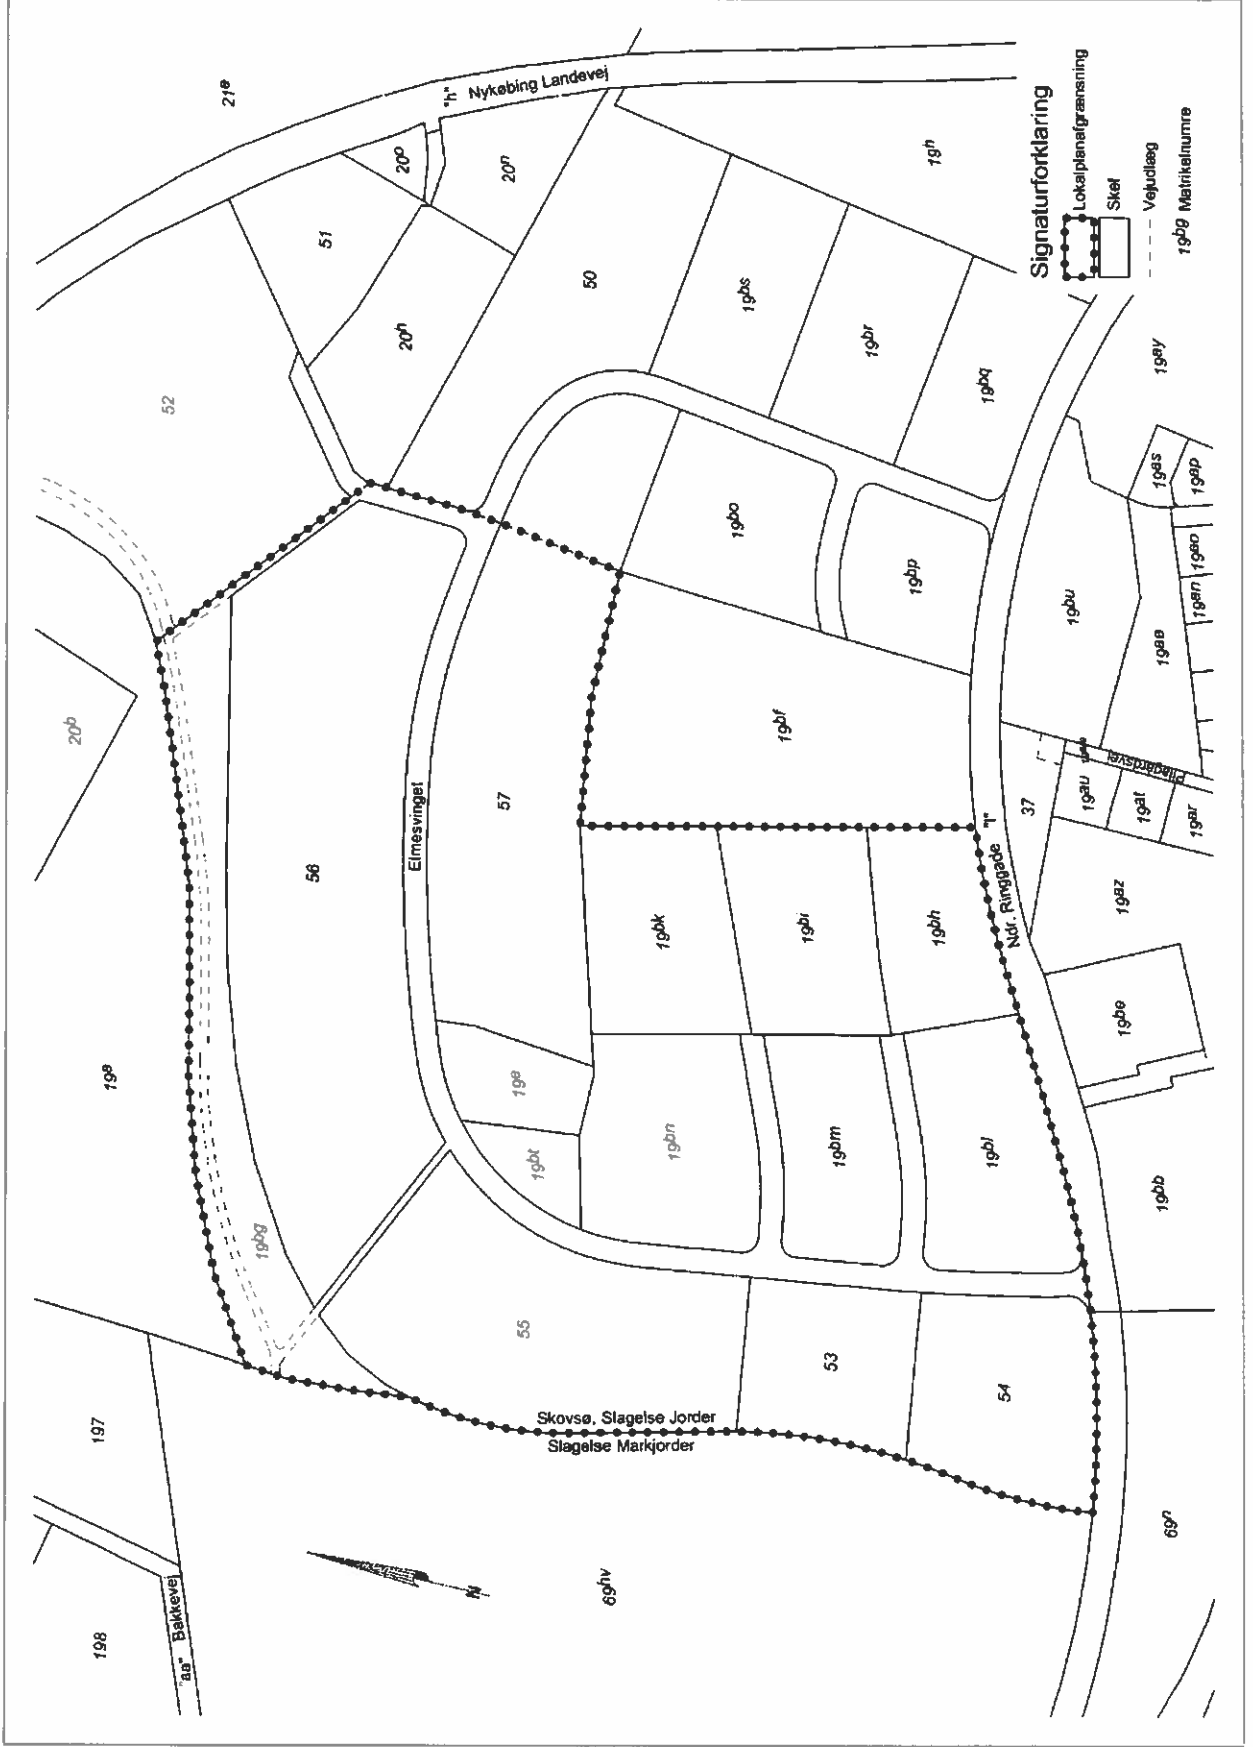 21ᵉ
"h" Nykøbing Landevej
20ᵒ
20ⁿ
51
20ʰ
50
52
19ʰ
19ᵇˢ
19ᵇʳ
19ᵇq
19ᵃʸ
19ᵃˢ
19ᵃᵖ
19ᵃᵒ
19ᵃⁿ
19ᵇᵒ
19ᵇᵖ
19ᵇᵘ
19ᵃᵉ
20ᵇ
19ᵇᶠ
Pilegårdsvej
56
Elmesvinget
57
37
19ᵃᵘ
19ᵃᵗ
19ᵃʳ
Ndr. Ringgade "l"
19ᵃᶻ
19ᵇᵏ
19ᵇⁱ
19ᵇʰ
19ᵇᵉ
19ᵃ
19ᵉ
19ᵇᵗ
19ᵇⁿ
19ᵇᵐ
19ᵇˡ
19ᵇᵇ
19ᵇᵍ
55
53
54
Skovsø, Slagelse Jorder
Slagelse Markjorder
197
198
"aa" Bakkevej
N
69ʰᵛ
69ⁿ
Signaturforklaring
Lokalplanafgrænsning
Skel
Vejudlæg
19ᵇᵍ Matrikelnumre